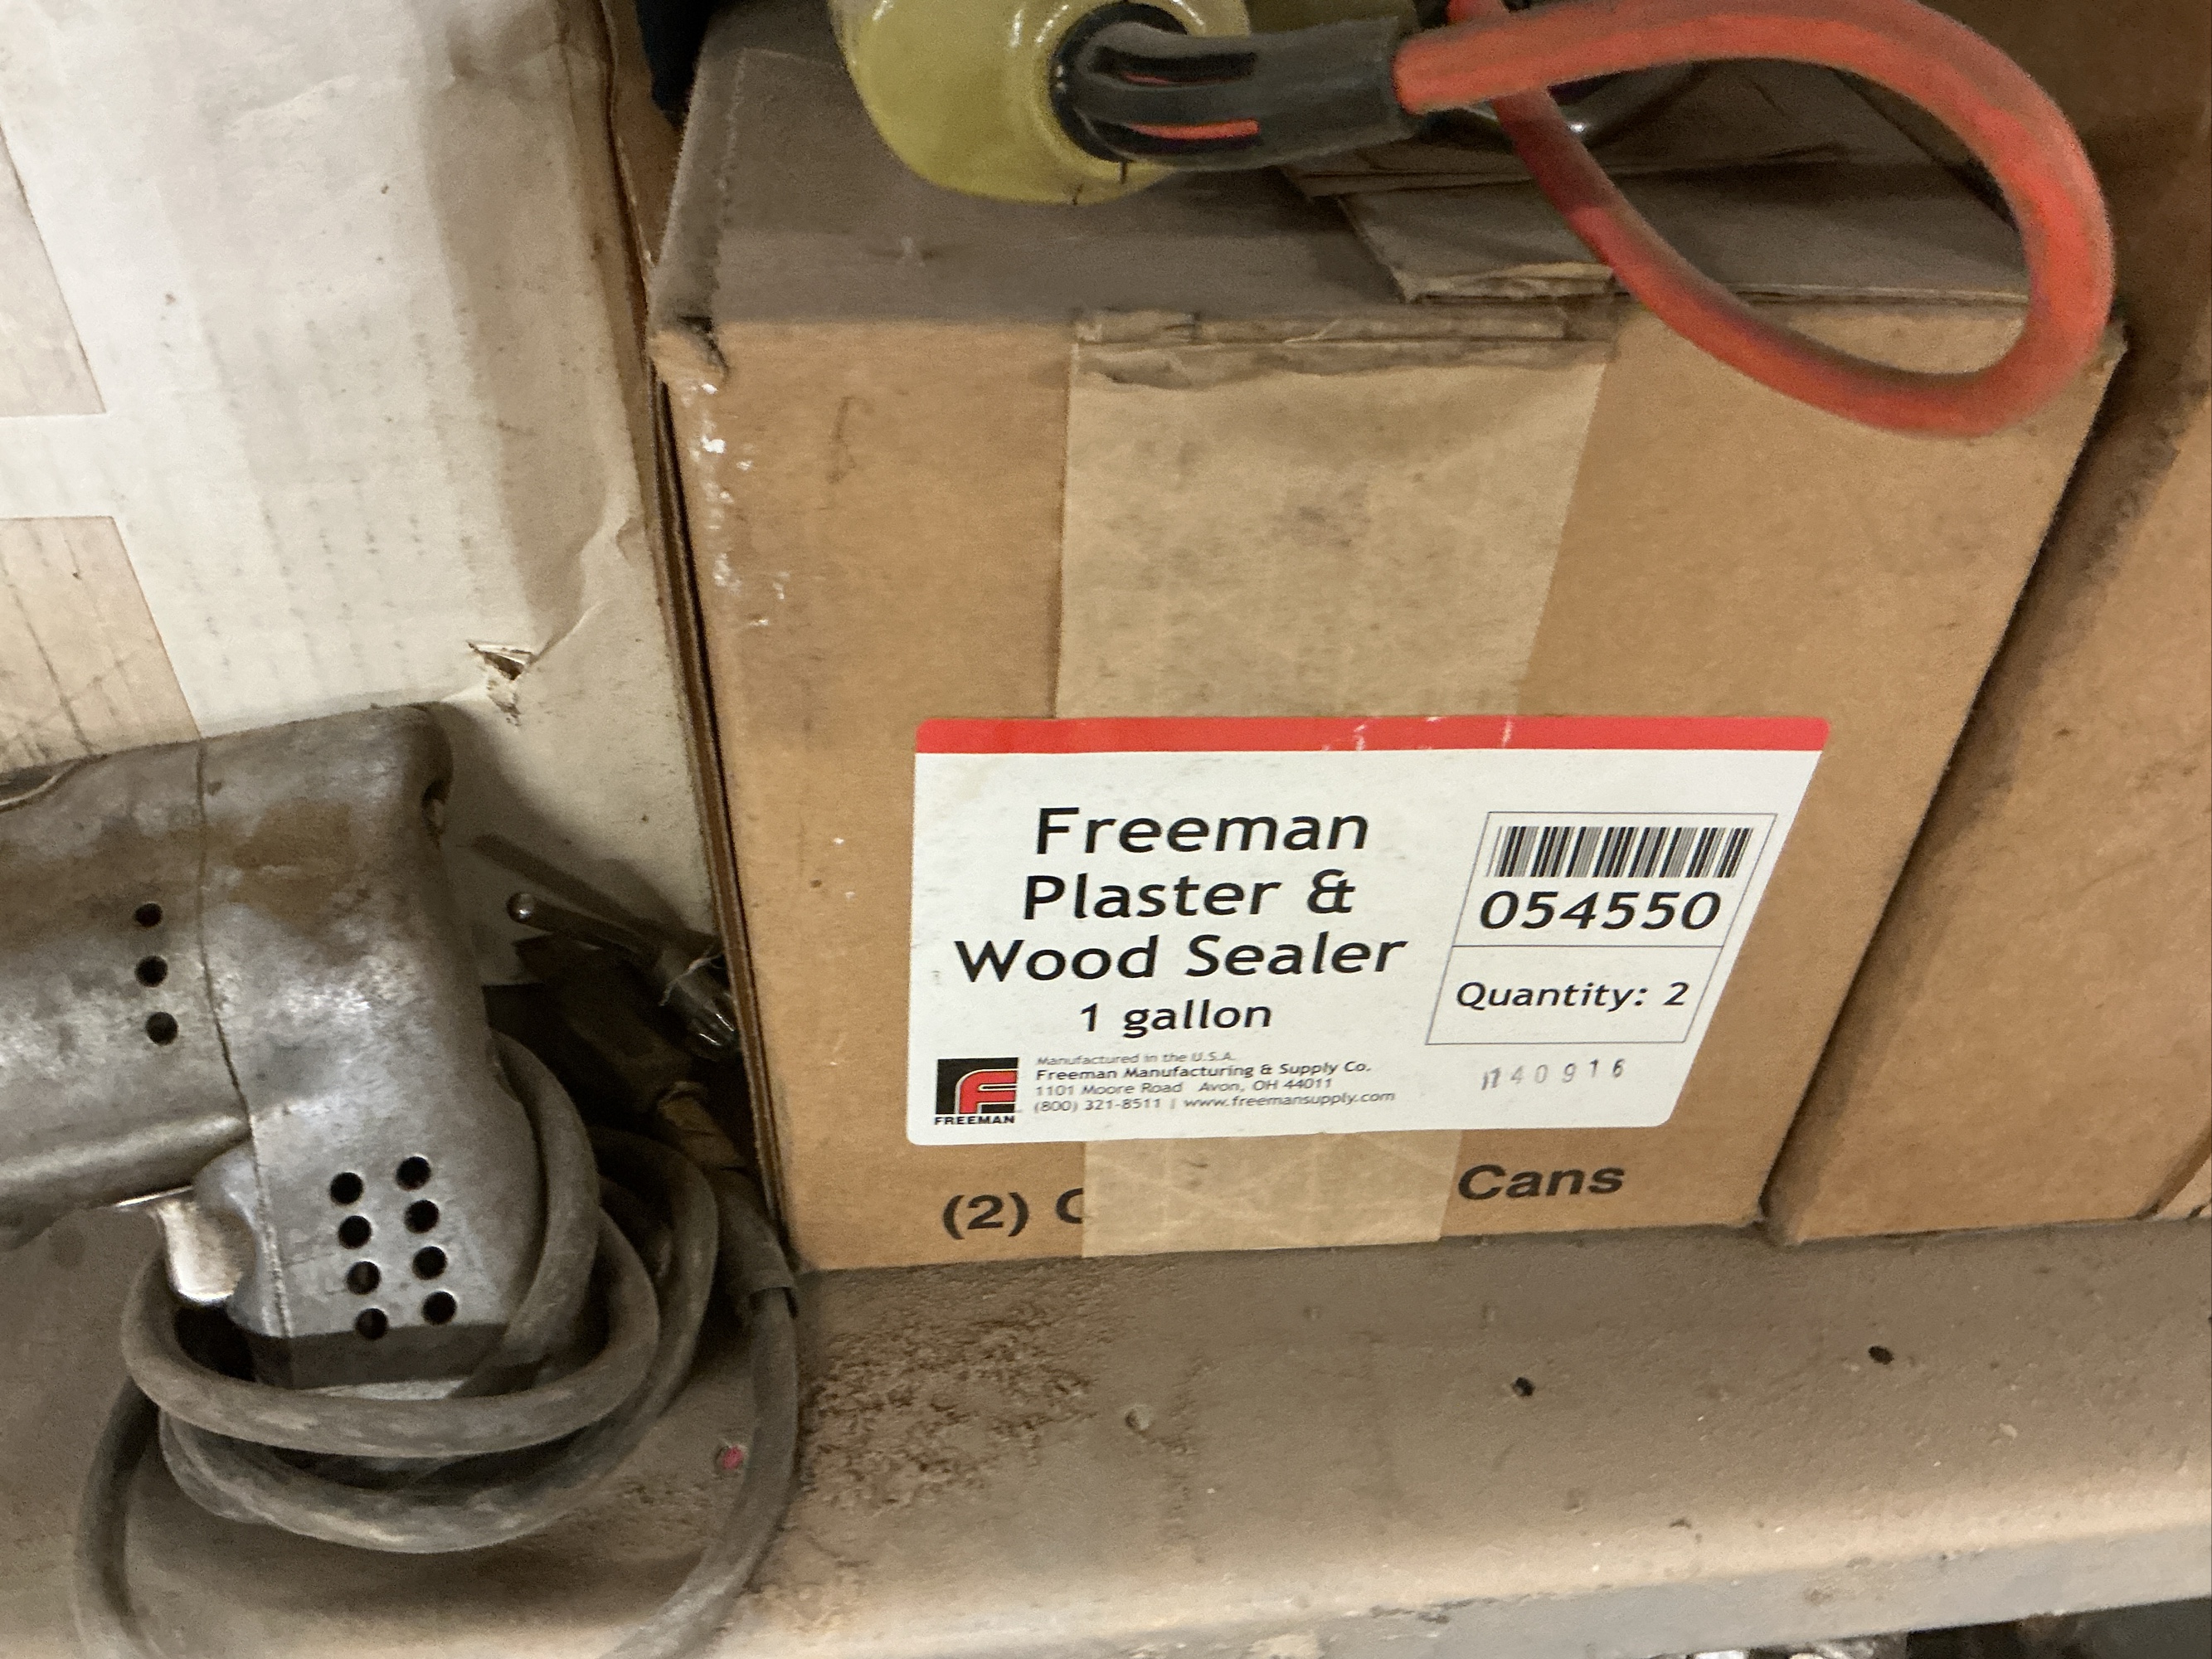 Freeman
Plaster &
Wood Sealer
1 gallon
054550
Quantity: 2
Manufactured in the U.S.A.
Freeman Manufacturing & Supply Co.
1101 Moore Road Avon, OH 44011
(800) 321-8511 | www.freemansupply.com
FREEMAN
140916
(2) Cans